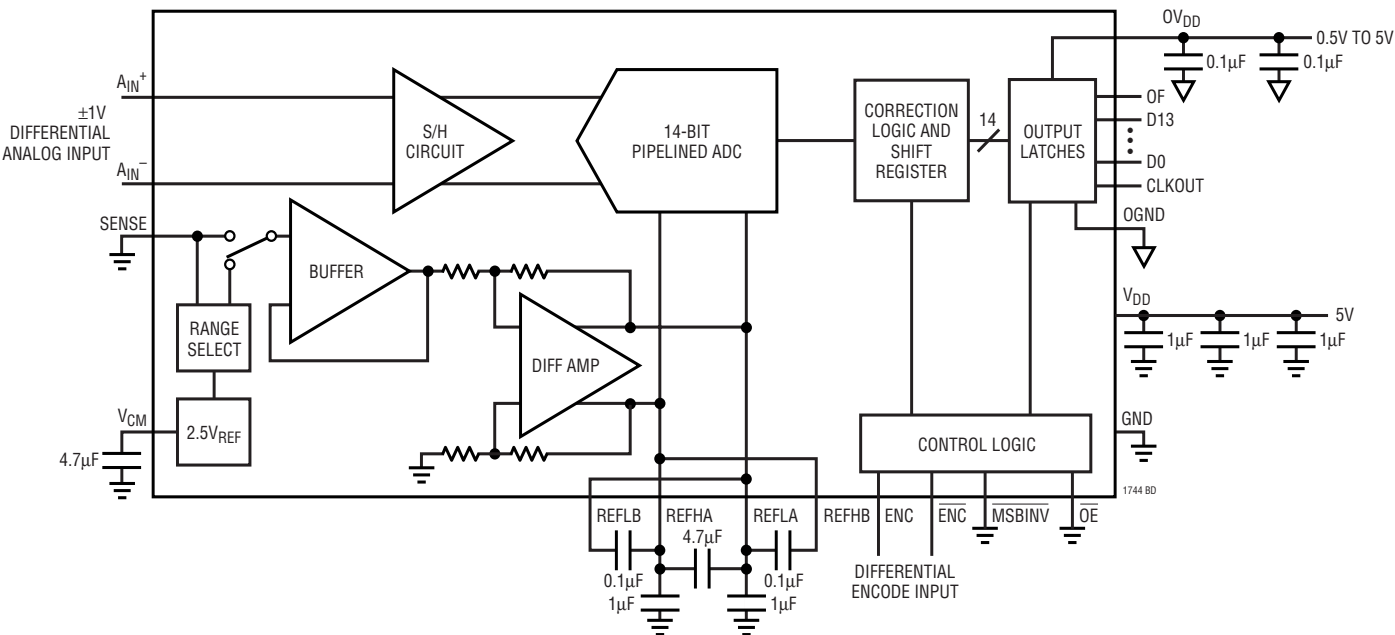 OV_DD
0.5V TO 5V
0.1µF
0.1µF
A_IN^+
±1V
DIFFERENTIAL
ANALOG INPUT
A_IN^−
S/H
CIRCUIT
14-BIT
PIPELINED ADC
CORRECTION
LOGIC AND
SHIFT
REGISTER
14
OUTPUT
LATCHES
OF
D13
D0
CLKOUT
OGND
SENSE
BUFFER
RANGE
SELECT
DIFF AMP
V_DD
5V
1µF
1µF
1µF
V_CM
2.5V_REF
4.7µF
GND
CONTROL LOGIC
1744 BD
REFLB
REFHA
REFLA
REFHB
ENC
E̅N̅C̅
M̅S̅B̅I̅N̅V̅
O̅E̅
4.7µF
0.1µF
0.1µF
1µF
1µF
DIFFERENTIAL
ENCODE INPUT